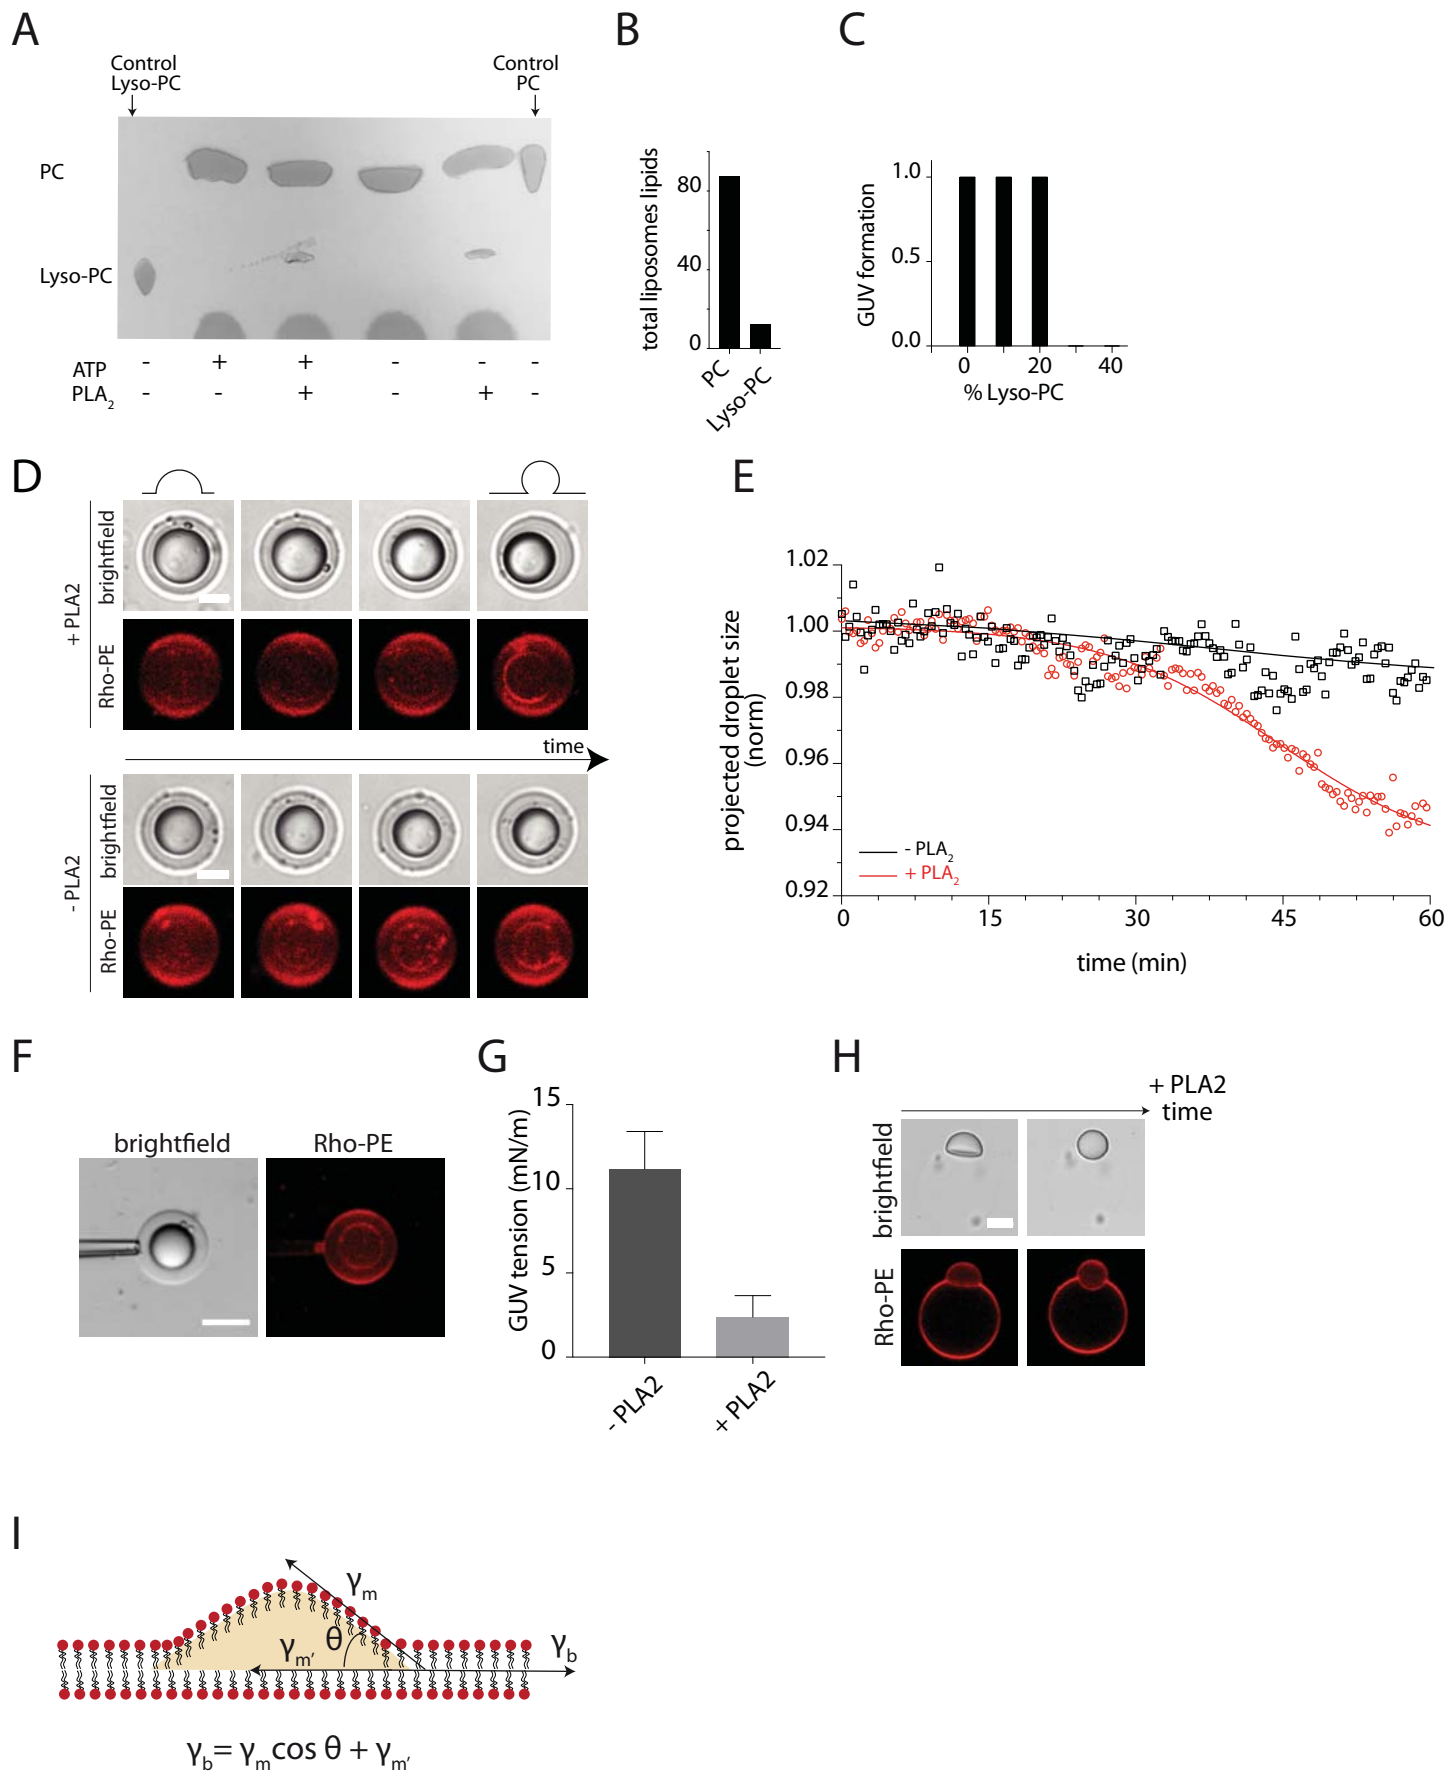 A
B
C
Control
Lyso-PC
Control
PC
PC
Lyso-PC
ATP - + + - - -
PLA2 - - + - + -
total liposomes lipids
80
40
0
PC
Lyso-PC
GUV formation
1.0
0.5
0.0
0 20 40
% Lyso-PC
D
+ PLA2
brightfield
Rho-PE
time
- PLA2
brightfield
Rho-PE
E
projected droplet size
(norm)
1.02
1.00
0.98
0.96
0.94
0.92
- PLA2
+ PLA2
0 15 30 45 60
time (min)
F
brightfield Rho-PE
G
GUV tension (mN/m)
15
10
5
0
- PLA2
+ PLA2
H
+ PLA2
time
brightfield
Rho-PE
I
γm
θ
γm'
γb
γb= γmcos θ + γm'